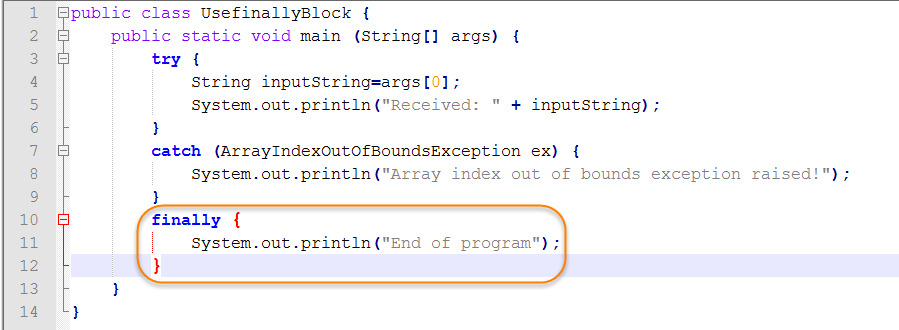 1 public class UsefinallyBlock {
2 public static void main (String[] args) {
3 try {
4 String inputString=args[0];
5 System.out.println("Received: " + inputString);
6 }
7 catch (ArrayIndexOutOfBoundsException ex) {
8 System.out.println("Array index out of bounds exception raised!");
9 }
10 finally {
11 System.out.println("End of program");
12 }
13 }
14 }